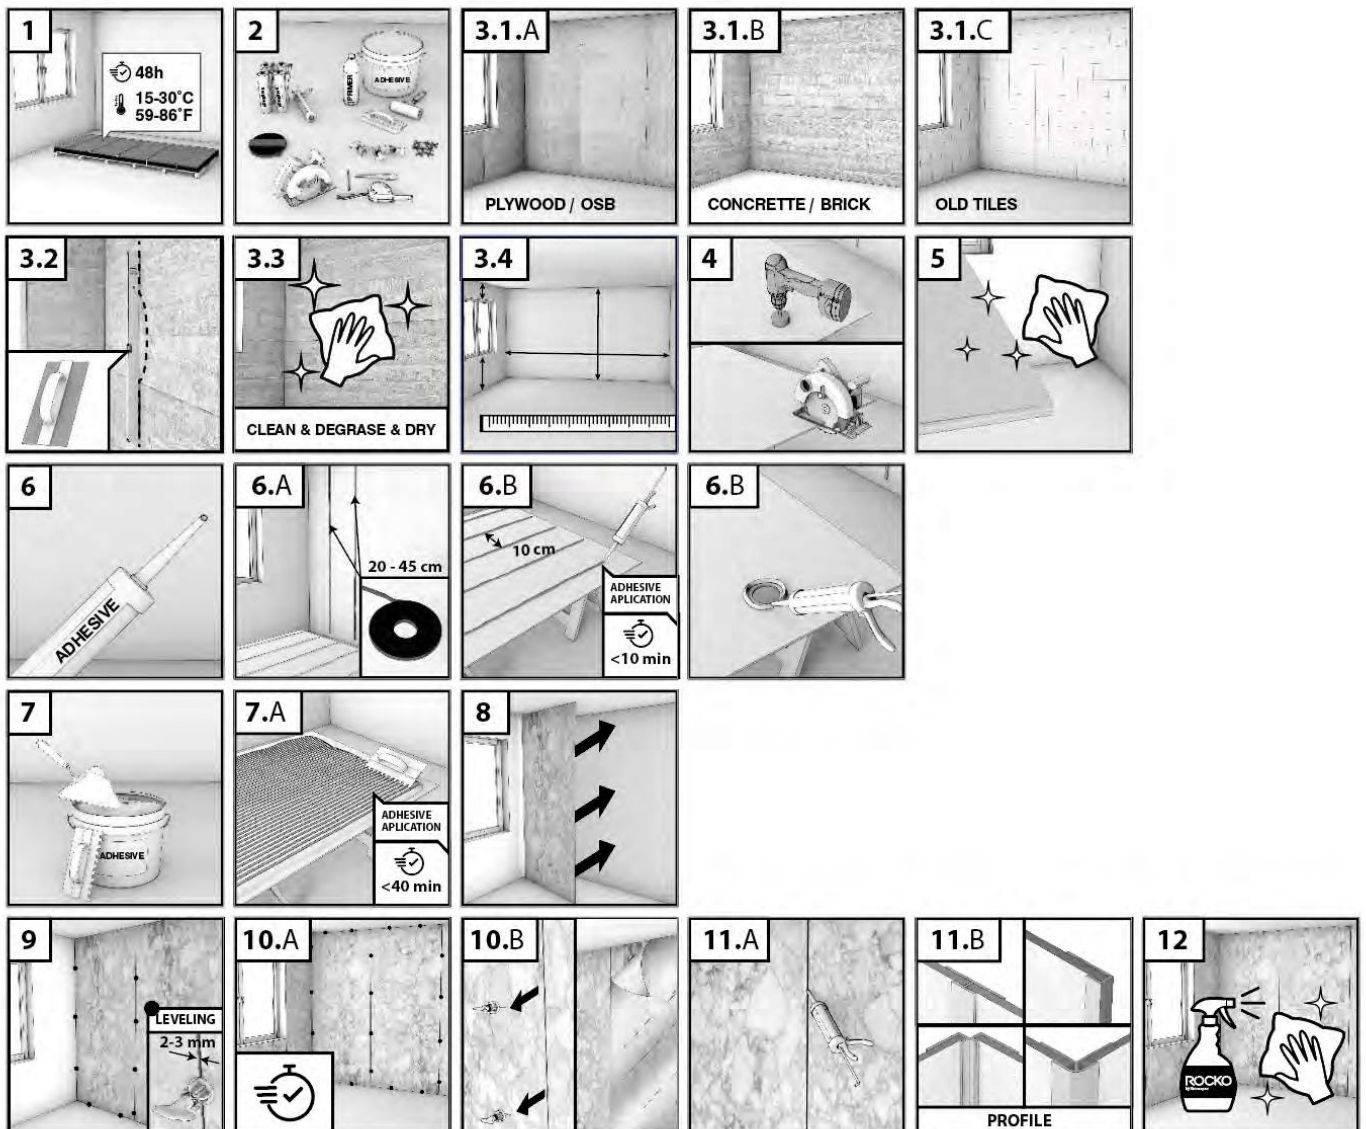 1
48h
15-30°C
59-86°F
2
PRIMER
ADHESIVE
3.1.A
PLYWOOD / OSB
3.1.B
CONCRETTE / BRICK
3.1.C
OLD TILES
3.2
3.3
CLEAN & DEGRASE & DRY
3.4
4
5
6
ADHESIVE
6.A
20 - 45 cm
6.B
10 cm
ADHESIVE
APLICATION
<10 min
6.B
7
ADHESIVE
7.A
ADHESIVE
APLICATION
<40 min
8
9
LEVELING
2-3 mm
10.A
10.B
11.A
11.B
PROFILE
12
ROCKO